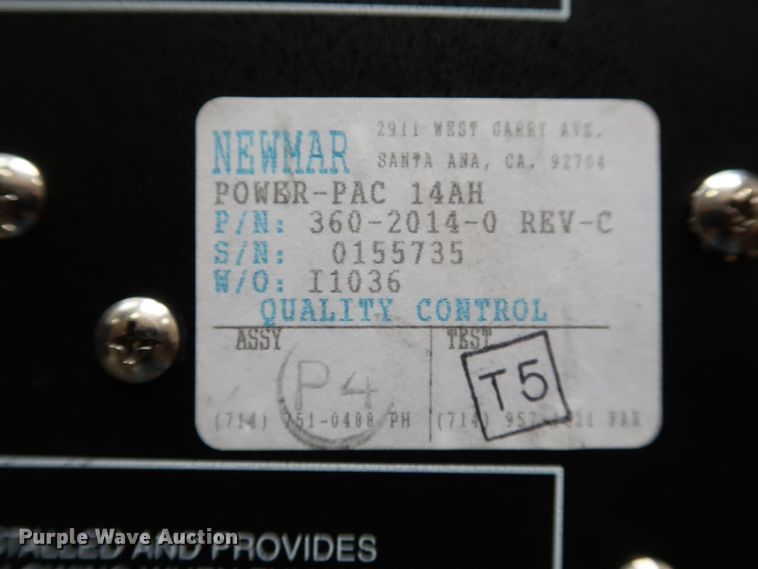 NEWMAR
2911 WEST GARRY AVE.
SANTA ANA, CA. 92704
POWER-PAC 14AH
P/N: 360-2014-0 REV-C
S/N: 0155735
W/O: I1036
QUALITY CONTROL
ASSY TEST
P4 T5
(714) 751-0488 PH (714) FAX
AND PROVIDES
Purple Wave Auction